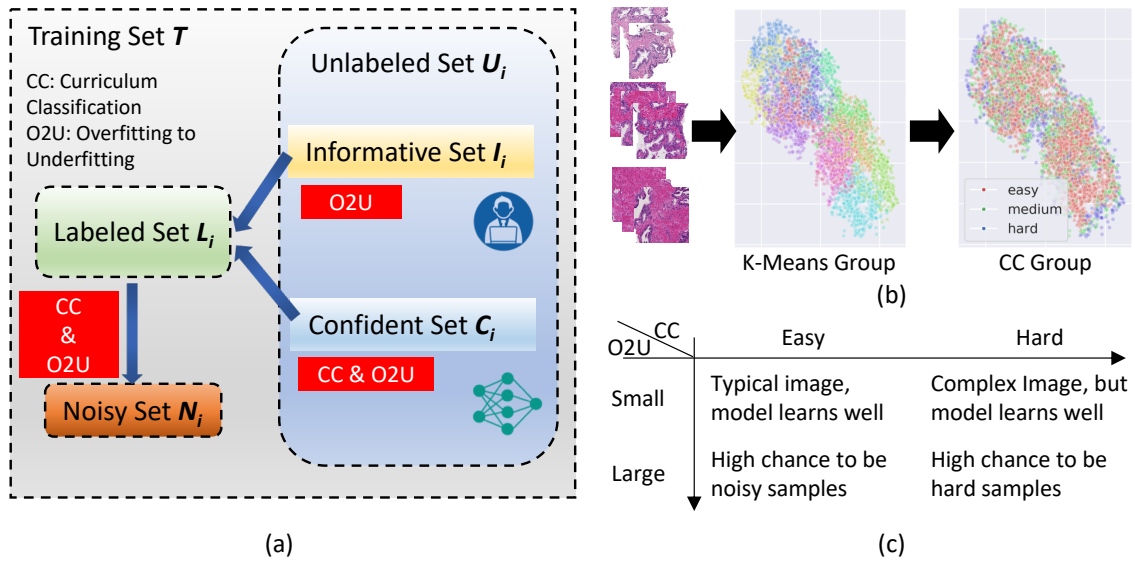 Training Set T
CC: Curriculum
Classification
O2U: Overfitting to
Underfitting
Unlabeled Set Ui
Informative Set Ii
O2U
Labeled Set Li
CC
&
O2U
Confident Set Ci
CC & O2U
Noisy Set Ni
(a)
easy
medium
hard
K-Means Group
CC Group
(b)
CC
O2U
Easy
Hard
Small
Typical image,
model learns well
Complex Image, but
model learns well
Large
High chance to be
noisy samples
High chance to be
hard samples
(c)